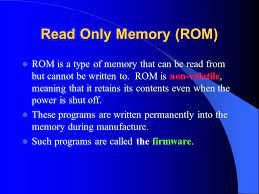 Read Only Memory (ROM)
ROM is a type of memory that can be read from
but cannot be written to. ROM is non-volatile,
meaning that it retains its contents even when the
power is shut off.
These programs are written permanently into the
memory during manufacture.
Such programs are called the firmware.